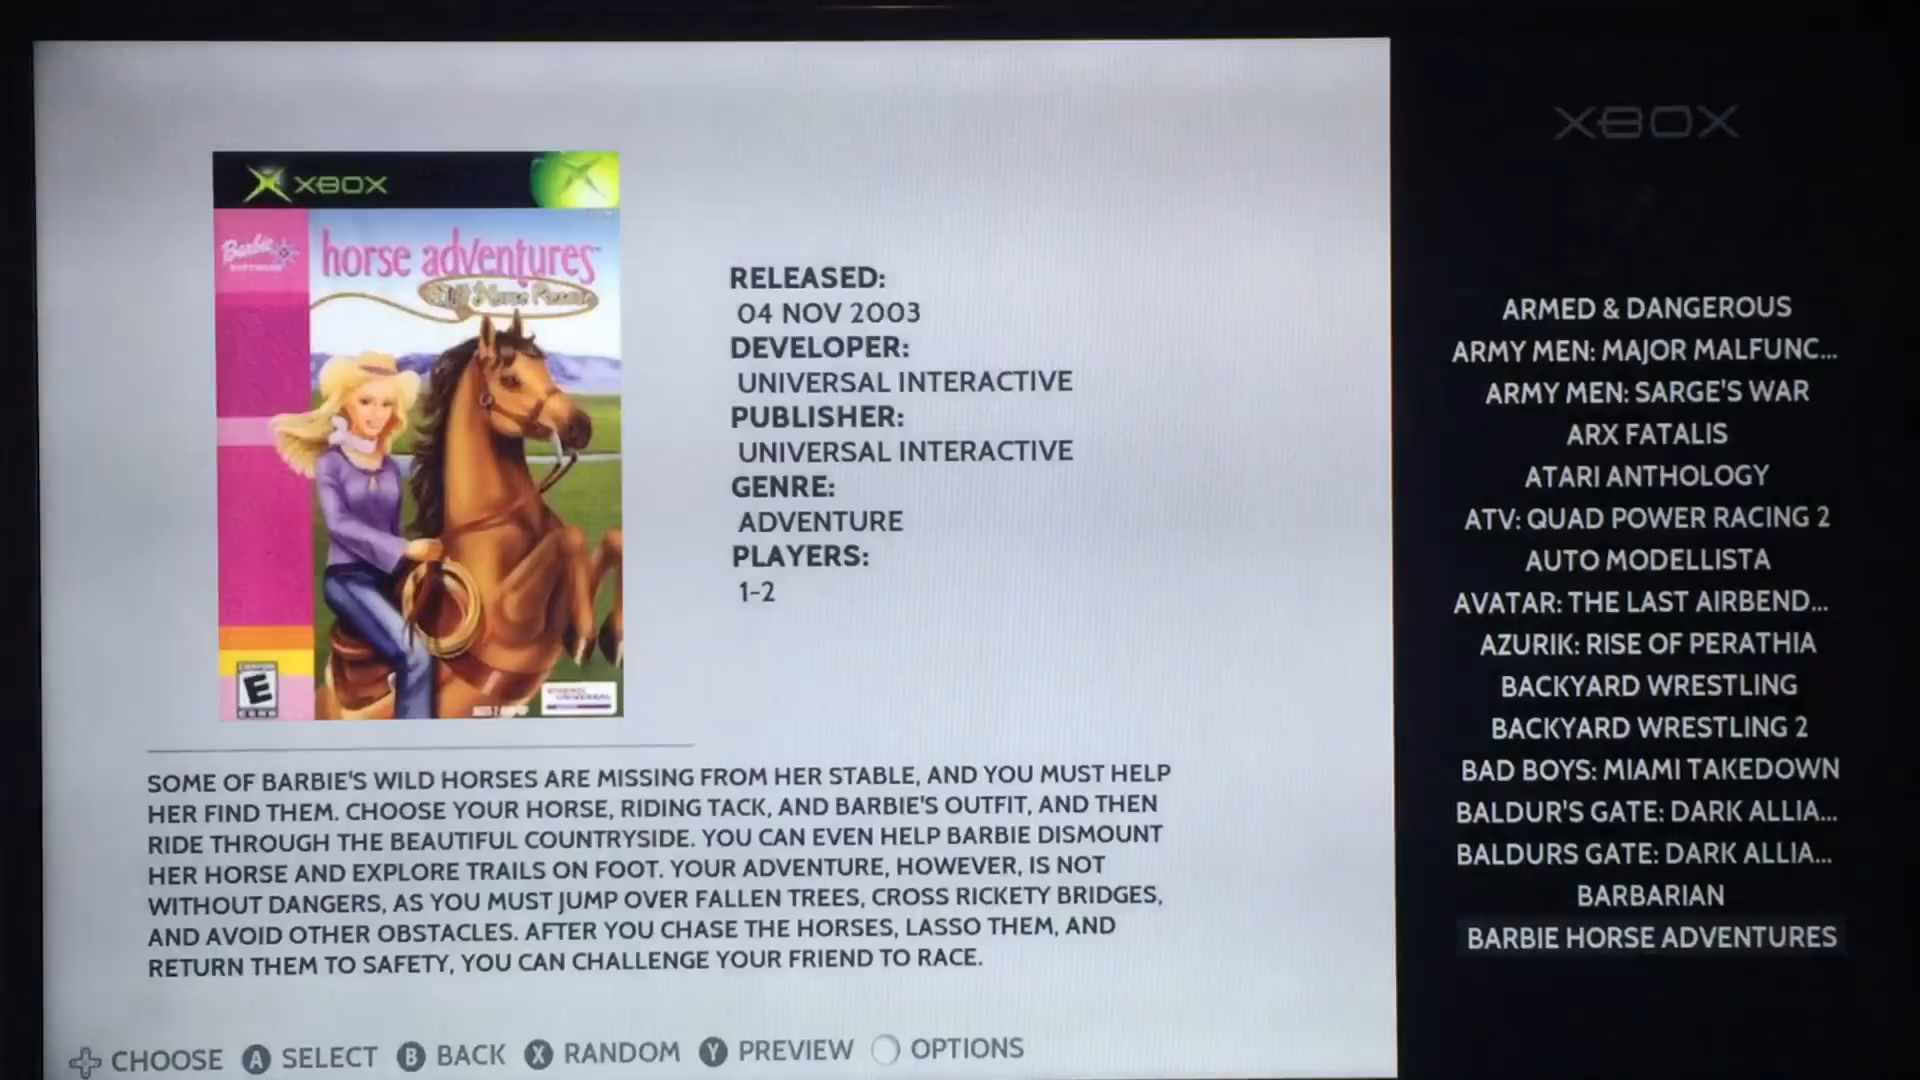 XBOX
XBOX
Barbie
SOFTWARE
horse adventures
Wild Horse Rescue
RELEASED:
04 NOV 2003
DEVELOPER:
UNIVERSAL INTERACTIVE
PUBLISHER:
UNIVERSAL INTERACTIVE
GENRE:
ADVENTURE
PLAYERS:
1-2
EVERYONE
E
ESRB
SOME OF BARBIE'S WILD HORSES ARE MISSING FROM HER STABLE, AND YOU MUST HELP
HER FIND THEM. CHOOSE YOUR HORSE, RIDING TACK, AND BARBIE'S OUTFIT, AND THEN
RIDE THROUGH THE BEAUTIFUL COUNTRYSIDE. YOU CAN EVEN HELP BARBIE DISMOUNT
HER HORSE AND EXPLORE TRAILS ON FOOT. YOUR ADVENTURE, HOWEVER, IS NOT
WITHOUT DANGERS, AS YOU MUST JUMP OVER FALLEN TREES, CROSS RICKETY BRIDGES,
AND AVOID OTHER OBSTACLES. AFTER YOU CHASE THE HORSES, LASSO THEM, AND
RETURN THEM TO SAFETY, YOU CAN CHALLENGE YOUR FRIEND TO RACE.
CHOOSE A SELECT B BACK X RANDOM Y PREVIEW OPTIONS
ARMED & DANGEROUS
ARMY MEN: MAJOR MALFUNC...
ARMY MEN: SARGE'S WAR
ARX FATALIS
ATARI ANTHOLOGY
ATV: QUAD POWER RACING 2
AUTO MODELLISTA
AVATAR: THE LAST AIRBEND...
AZURIK: RISE OF PERATHIA
BACKYARD WRESTLING
BACKYARD WRESTLING 2
BAD BOYS: MIAMI TAKEDOWN
BALDUR'S GATE: DARK ALLIA...
BALDURS GATE: DARK ALLIA...
BARBARIAN
BARBIE HORSE ADVENTURES